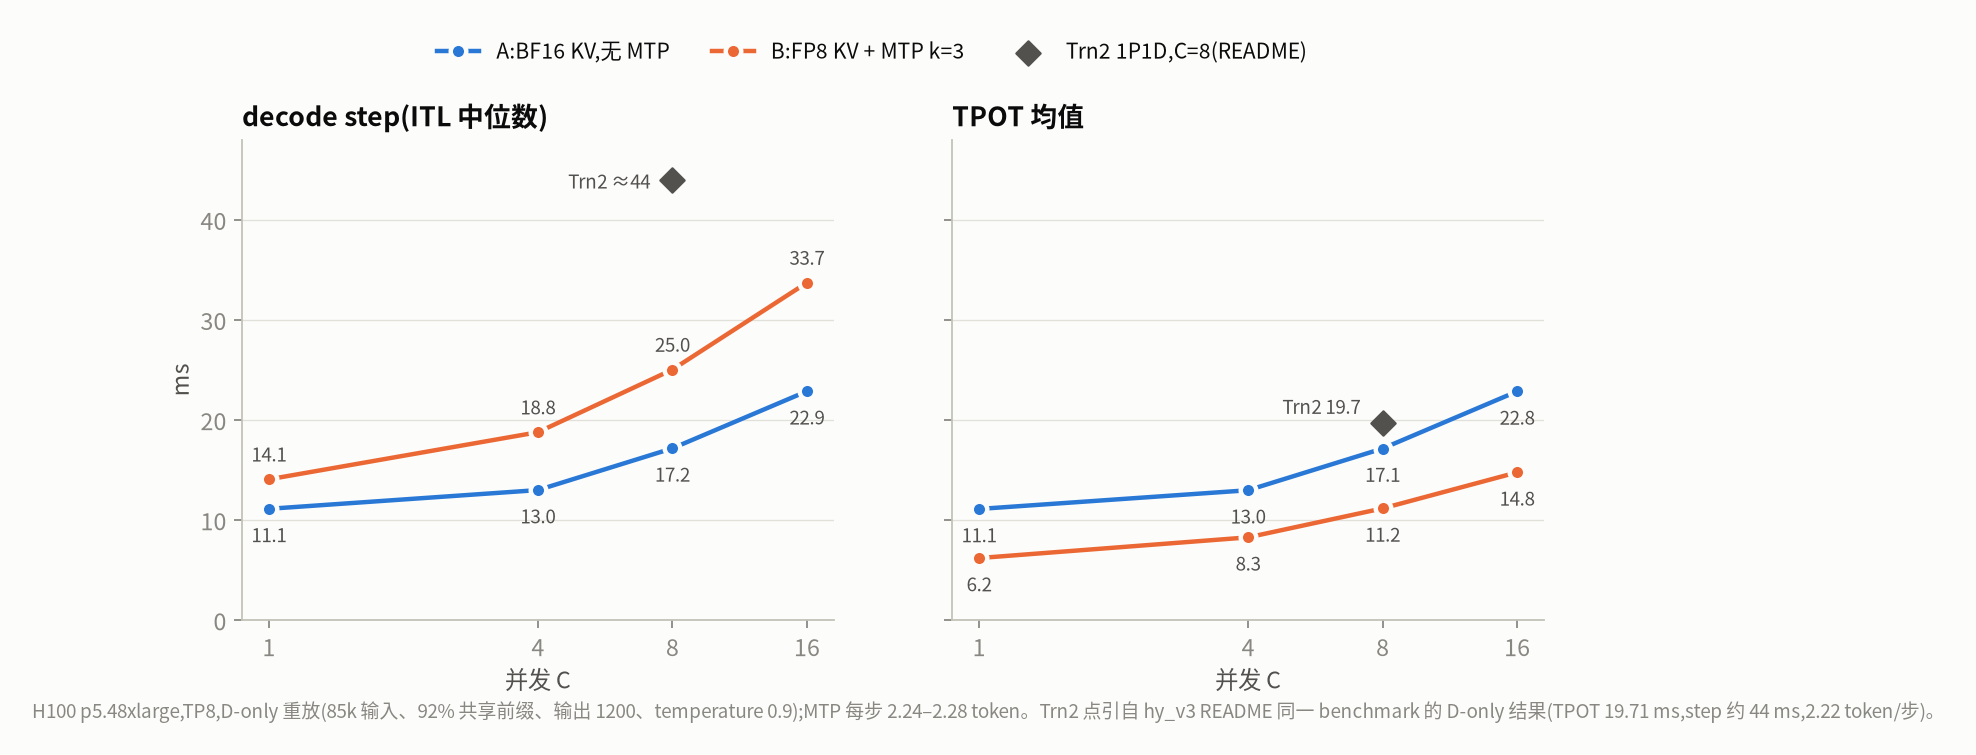 A:BF16 KV,无 MTP
B:FP8 KV + MTP k=3
Trn2 1P1D,C=8(README)
decode step(ITL 中位数)
ms
40
30
20
10
0
Trn2 ≈44
33.7
25.0
18.8
14.1
22.9
17.2
13.0
11.1
1
4
8
16
并发 C
TPOT 均值
Trn2 19.7
22.8
17.1
13.0
11.1
14.8
11.2
8.3
6.2
1
4
8
16
并发 C
H100 p5.48xlarge,TP8,D-only 重放(85k 输入、92% 共享前缀、输出 1200、temperature 0.9);MTP 每步 2.24–2.28 token。Trn2 点引自 hy_v3 README 同一 benchmark 的 D-only 结果(TPOT 19.71 ms,step 约 44 ms,2.22 token/步)。